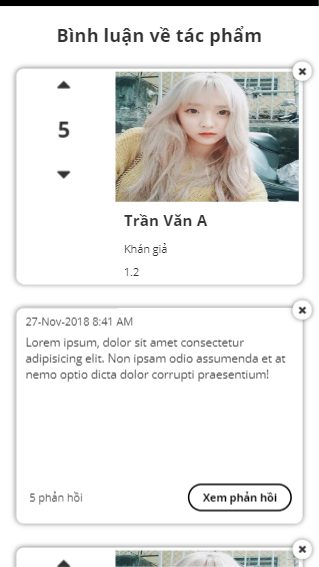 Bình luận về tác phẩm
5
Trần Văn A
Khán giả
1.2
27-Nov-2018 8:41 AM
Lorem ipsum, dolor sit amet consectetur
adipisicing elit. Non ipsam odio assumenda et at
nemo optio dicta dolor corrupti praesentium!
5 phản hồi
Xem phản hồi